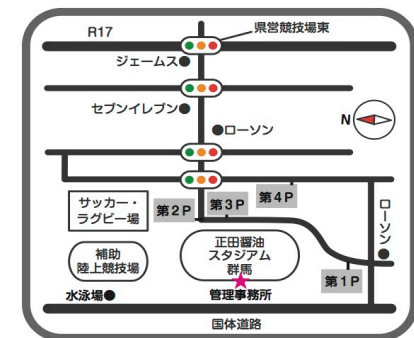 県営競技場東
R17
ジェームス●
セブンイレブン●
●ローソン
N
サッカー・
ラグビー場
第2P
第3P
第4P
ローソン●
補助
陸上競技場
正田醤油
スタジアム
群馬
第1P
水泳場●
管理事務所
国体道路